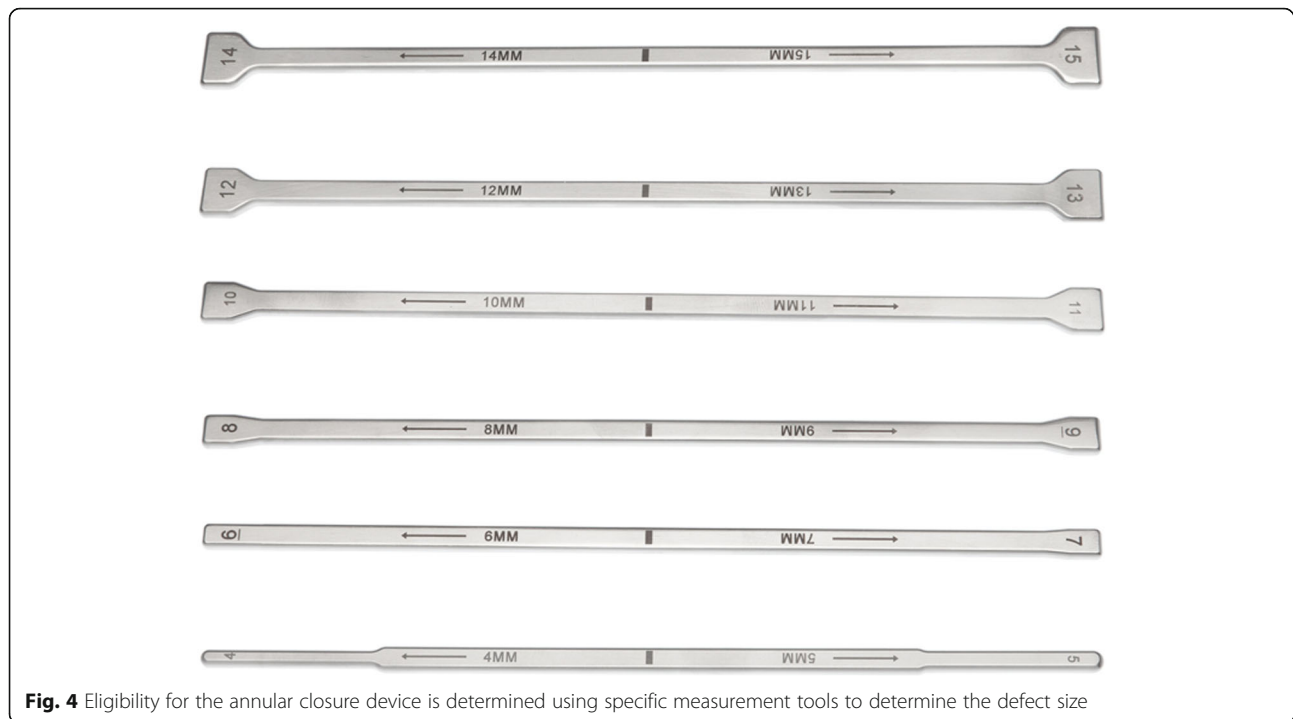 14 14MM 15MM 15
12 12MM 13MM 13
10 10MM 11MM 11
8 8MM 9MM 9
6 6MM 7MM 7
4 4MM 5MM 5
Fig. 4 Eligibility for the annular closure device is determined using specific measurement tools to determine the defect size